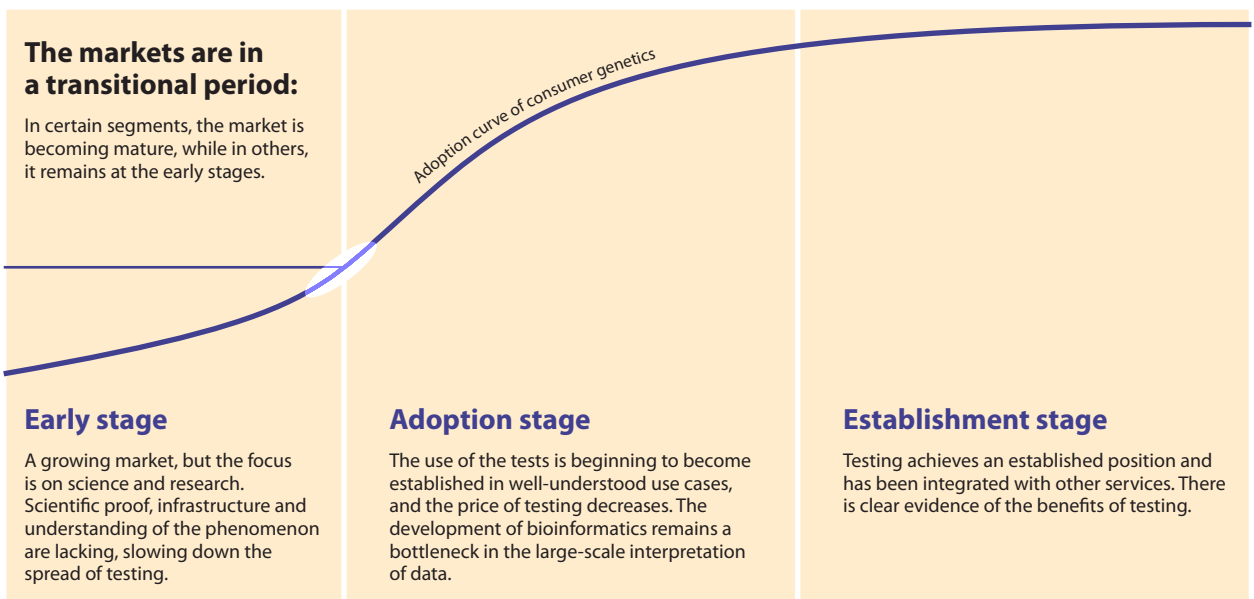 The markets are in
a transitional period:
In certain segments, the market is
becoming mature, while in others,
it remains at the early stages.
Adoption curve of consumer genetics
Early stage
A growing market, but the focus
is on science and research.
Scientific proof, infrastructure and
understanding of the phenomenon
are lacking, slowing down the
spread of testing.
Adoption stage
The use of the tests is beginning to become
established in well-understood use cases,
and the price of testing decreases. The
development of bioinformatics remains a
bottleneck in the large-scale interpretation
of data.
Establishment stage
Testing achieves an established position and
has been integrated with other services. There
is clear evidence of the benefits of testing.